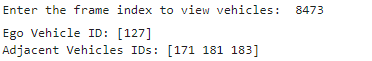 Enter the frame index to view vehicles:  8473
Ego Vehicle ID: [127]
Adjacent Vehicles IDs: [171 181 183]